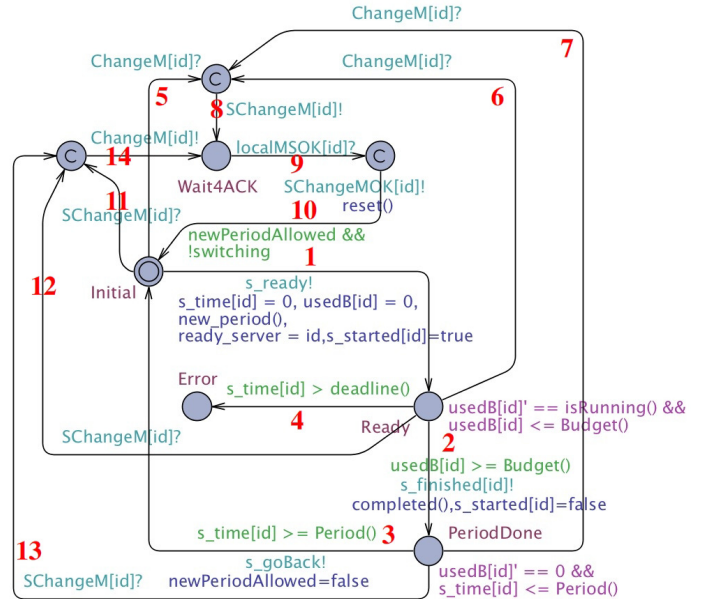 ChangeM[id]?
7
ChangeM[id]?
ChangeM[id]?
C
5
6
8
SChangeM[id]!
ChangeM[id]!
C
14
localMSOK[id]?
9
C
Wait4ACK
SChangeMOK[id]!
11
10
reset()
SChangeM[id]?
newPeriodAllowed &&
!switching
1
12
Initial
s_ready!
s_time[id] = 0, usedB[id] = 0,
new_period(),
ready_server = id,s_started[id]=true
Error
s_time[id] > deadline()
4
Ready
usedB[id]' == isRunning() &&
usedB[id] <= Budget()
2
SChangeM[id]?
usedB[id] >= Budget()
s_finished[id]!
completed(),s_started[id]=false
s_time[id] >= Period()
3
PeriodDone
13
s_goBack!
SChangeM[id]?
newPeriodAllowed=false
usedB[id]' == 0 &&
s_time[id] <= Period()